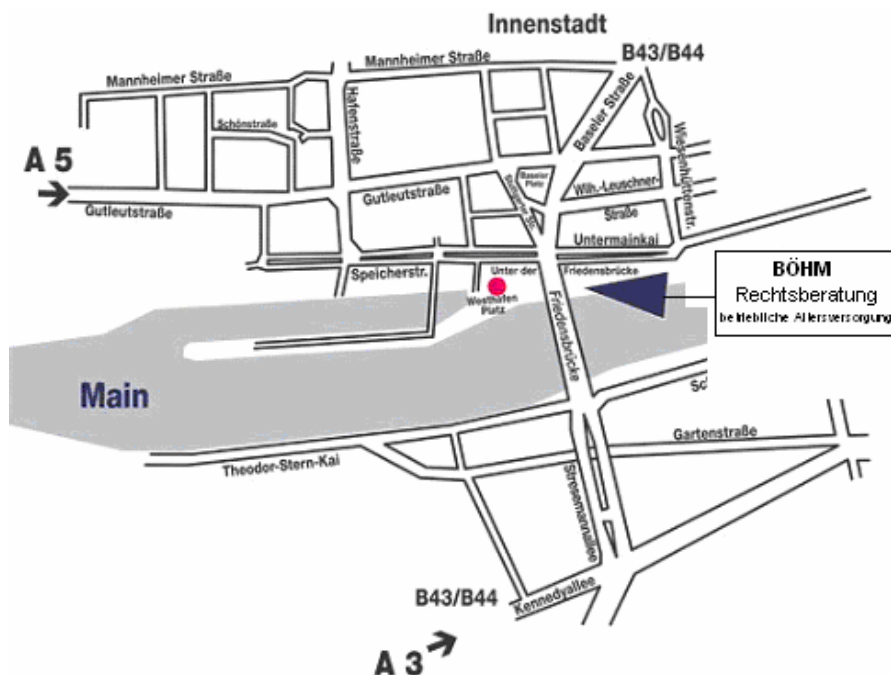 Innenstadt
B43/B44
Mannheimer Straße
Mannheimer Straße
Hafenstraße
Baseler Straße
Schönstraße
Wiesenhüttenstr.
A 5
Baseler
Platz
Wilh.-Leuschner-
Straße
Gutleutstraße
Gutleutstraße
Untermainkai
Speicherstr.
Unter der
Friedensbrücke
Westhafen
Platz
Friedensbrücke
BÖHM
Rechtsberatung
betriebliche Altersversorgung
Main
Gartenstraße
Theodor-Stern-Kai
Stresemannallee
B43/B44
Kennedyallee
A 3